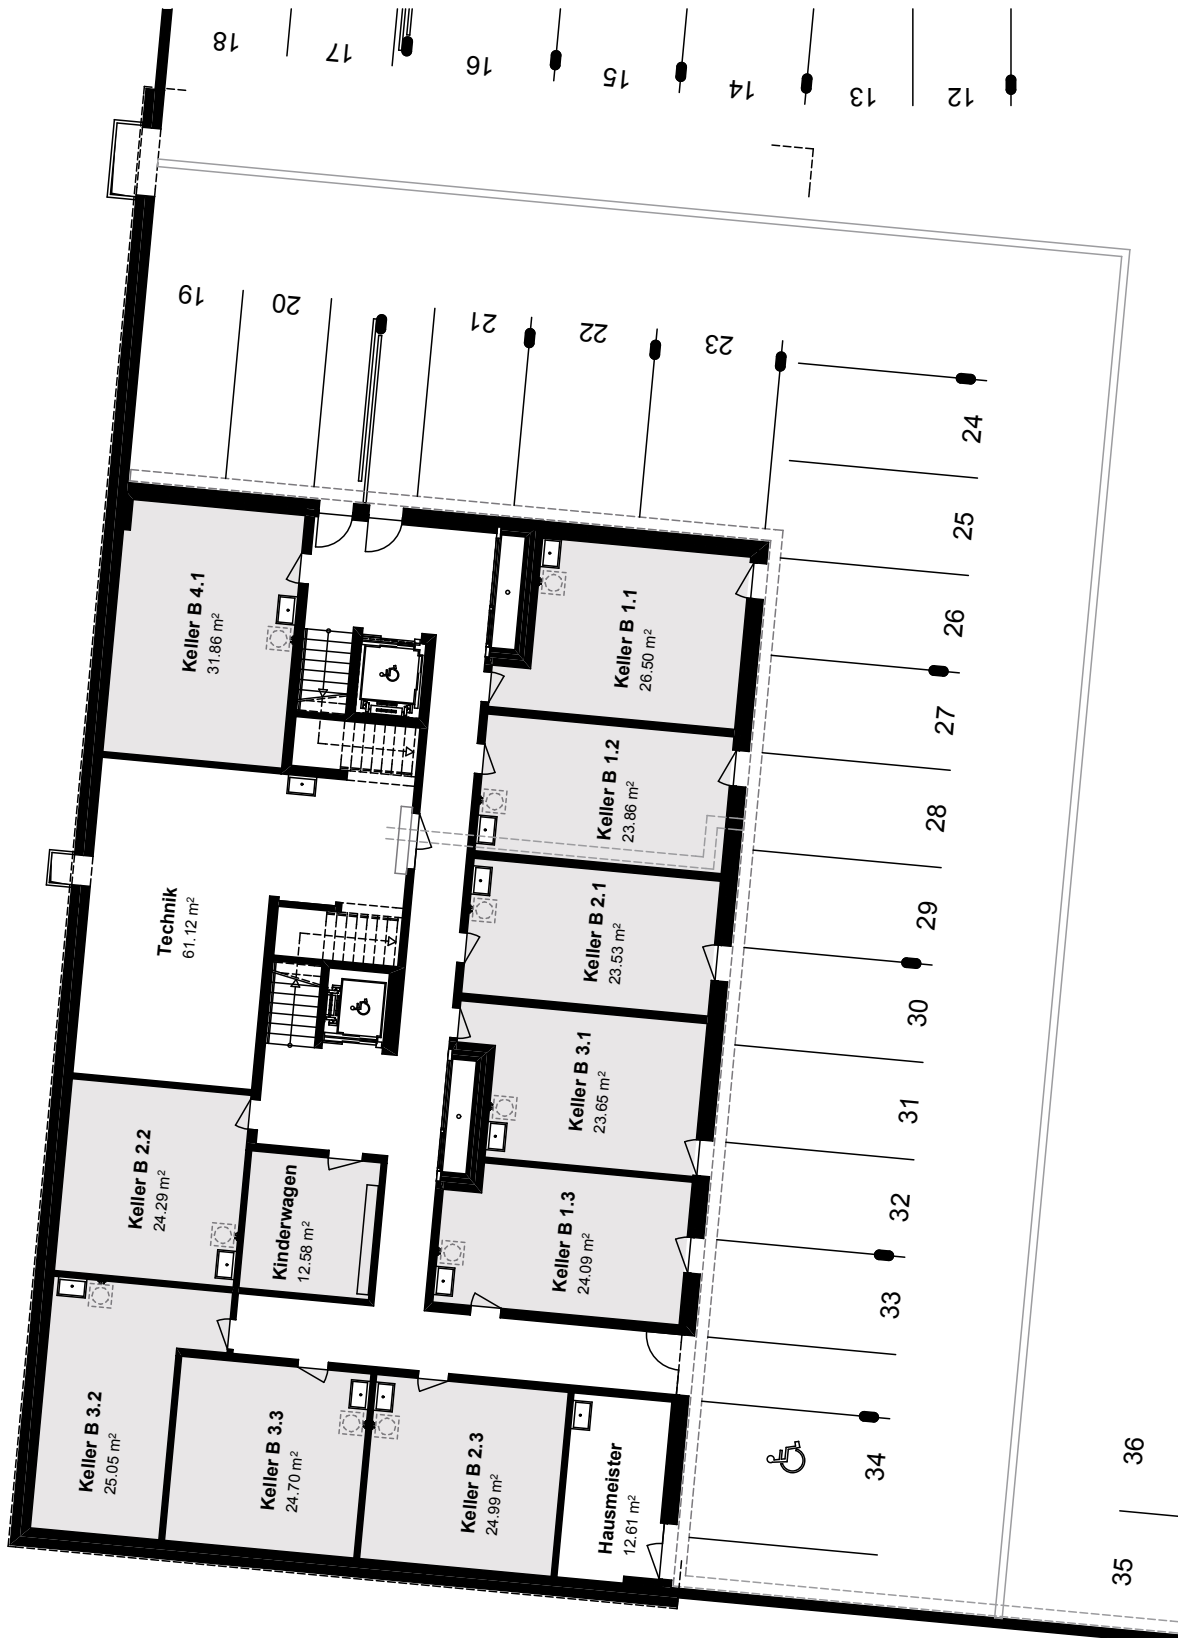 18
17
16
15
14
13
12
19
20
21
22
23
24
25
26
27
28
29
30
31
32
33
34
35
36
Keller B 4.1
31.86 m²
Keller B 1.1
26.50 m²
Keller B 1.2
23.86 m²
Technik
61.12 m²
Keller B 2.1
23.53 m²
Keller B 3.1
23.65 m²
Keller B 2.2
24.29 m²
Kinderwagen
12.58 m²
Keller B 1.3
24.09 m²
Keller B 3.2
25.05 m²
Keller B 3.3
24.70 m²
Keller B 2.3
24.99 m²
Hausmeister
12.61 m²